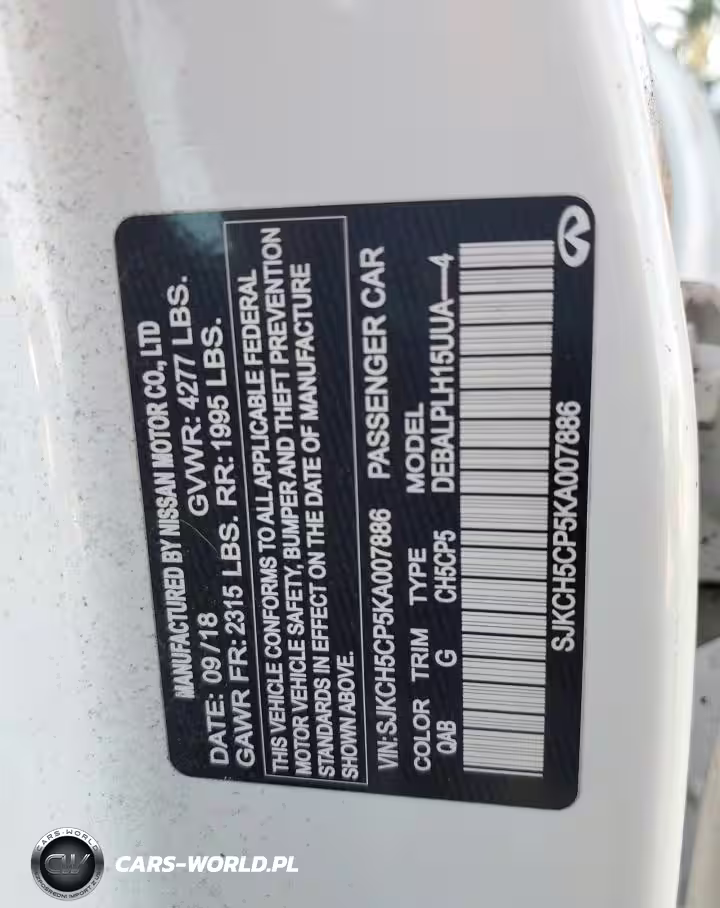 MANUFACTURED BY NISSAN MOTOR CO., LTD
DATE: 09/18 GVWR: 4277 LBS.
GAWR FR: 2315 LBS. RR: 1995 LBS.
THIS VEHICLE CONFORMS TO ALL APPLICABLE FEDERAL
MOTOR VEHICLE SAFETY, BUMPER AND THEFT PREVENTION
STANDARDS IN EFFECT ON THE DATE OF MANUFACTURE
SHOWN ABOVE.
VIN:SJKCH5CP5KA007886 PASSENGER CAR
COLOR TRIM TYPE MODEL
QAB G CH5CP5 DEBALPLH15UUA—4
SJKCH5CP5KA007886
CARS-WORLD
CW
CARS-WORLD.PL